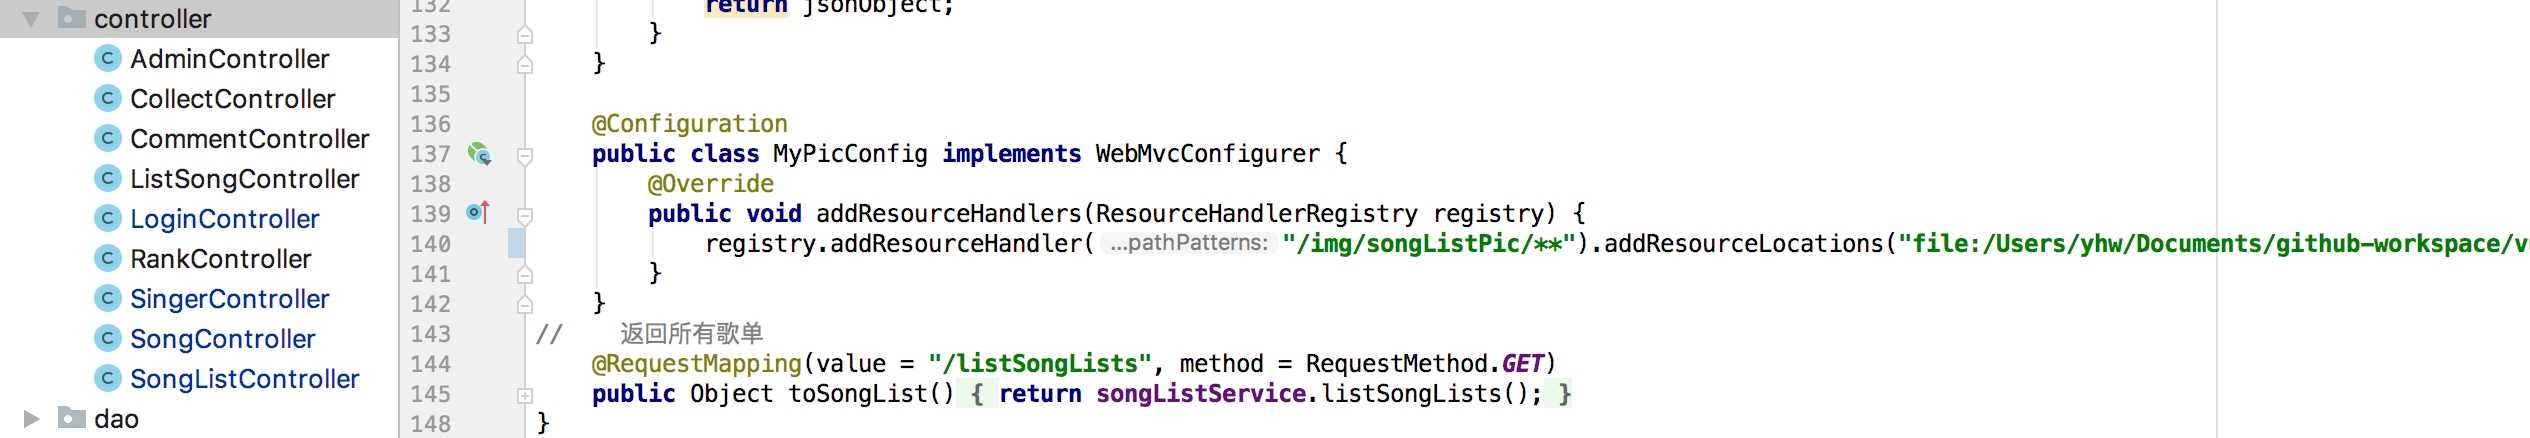 controller
AdminController
CollectController
CommentController
ListSongController
LoginController
RankController
SingerController
SongController
SongListController
dao
132 return jsonObject;
133 }
134 }
135
136 @Configuration
137 public class MyPicConfig implements WebMvcConfigurer {
138 @Override
139 public void addResourceHandlers(ResourceHandlerRegistry registry) {
140 registry.addResourceHandler( ...pathPatterns: "/img/songListPic/**").addResourceLocations("file:/Users/yhw/Documents/github-workspace/v
141 }
142 }
143 // 返回所有歌单
144 @RequestMapping(value = "/listSongLists", method = RequestMethod.GET)
145 public Object toSongList() { return songListService.listSongLists(); }
148 }